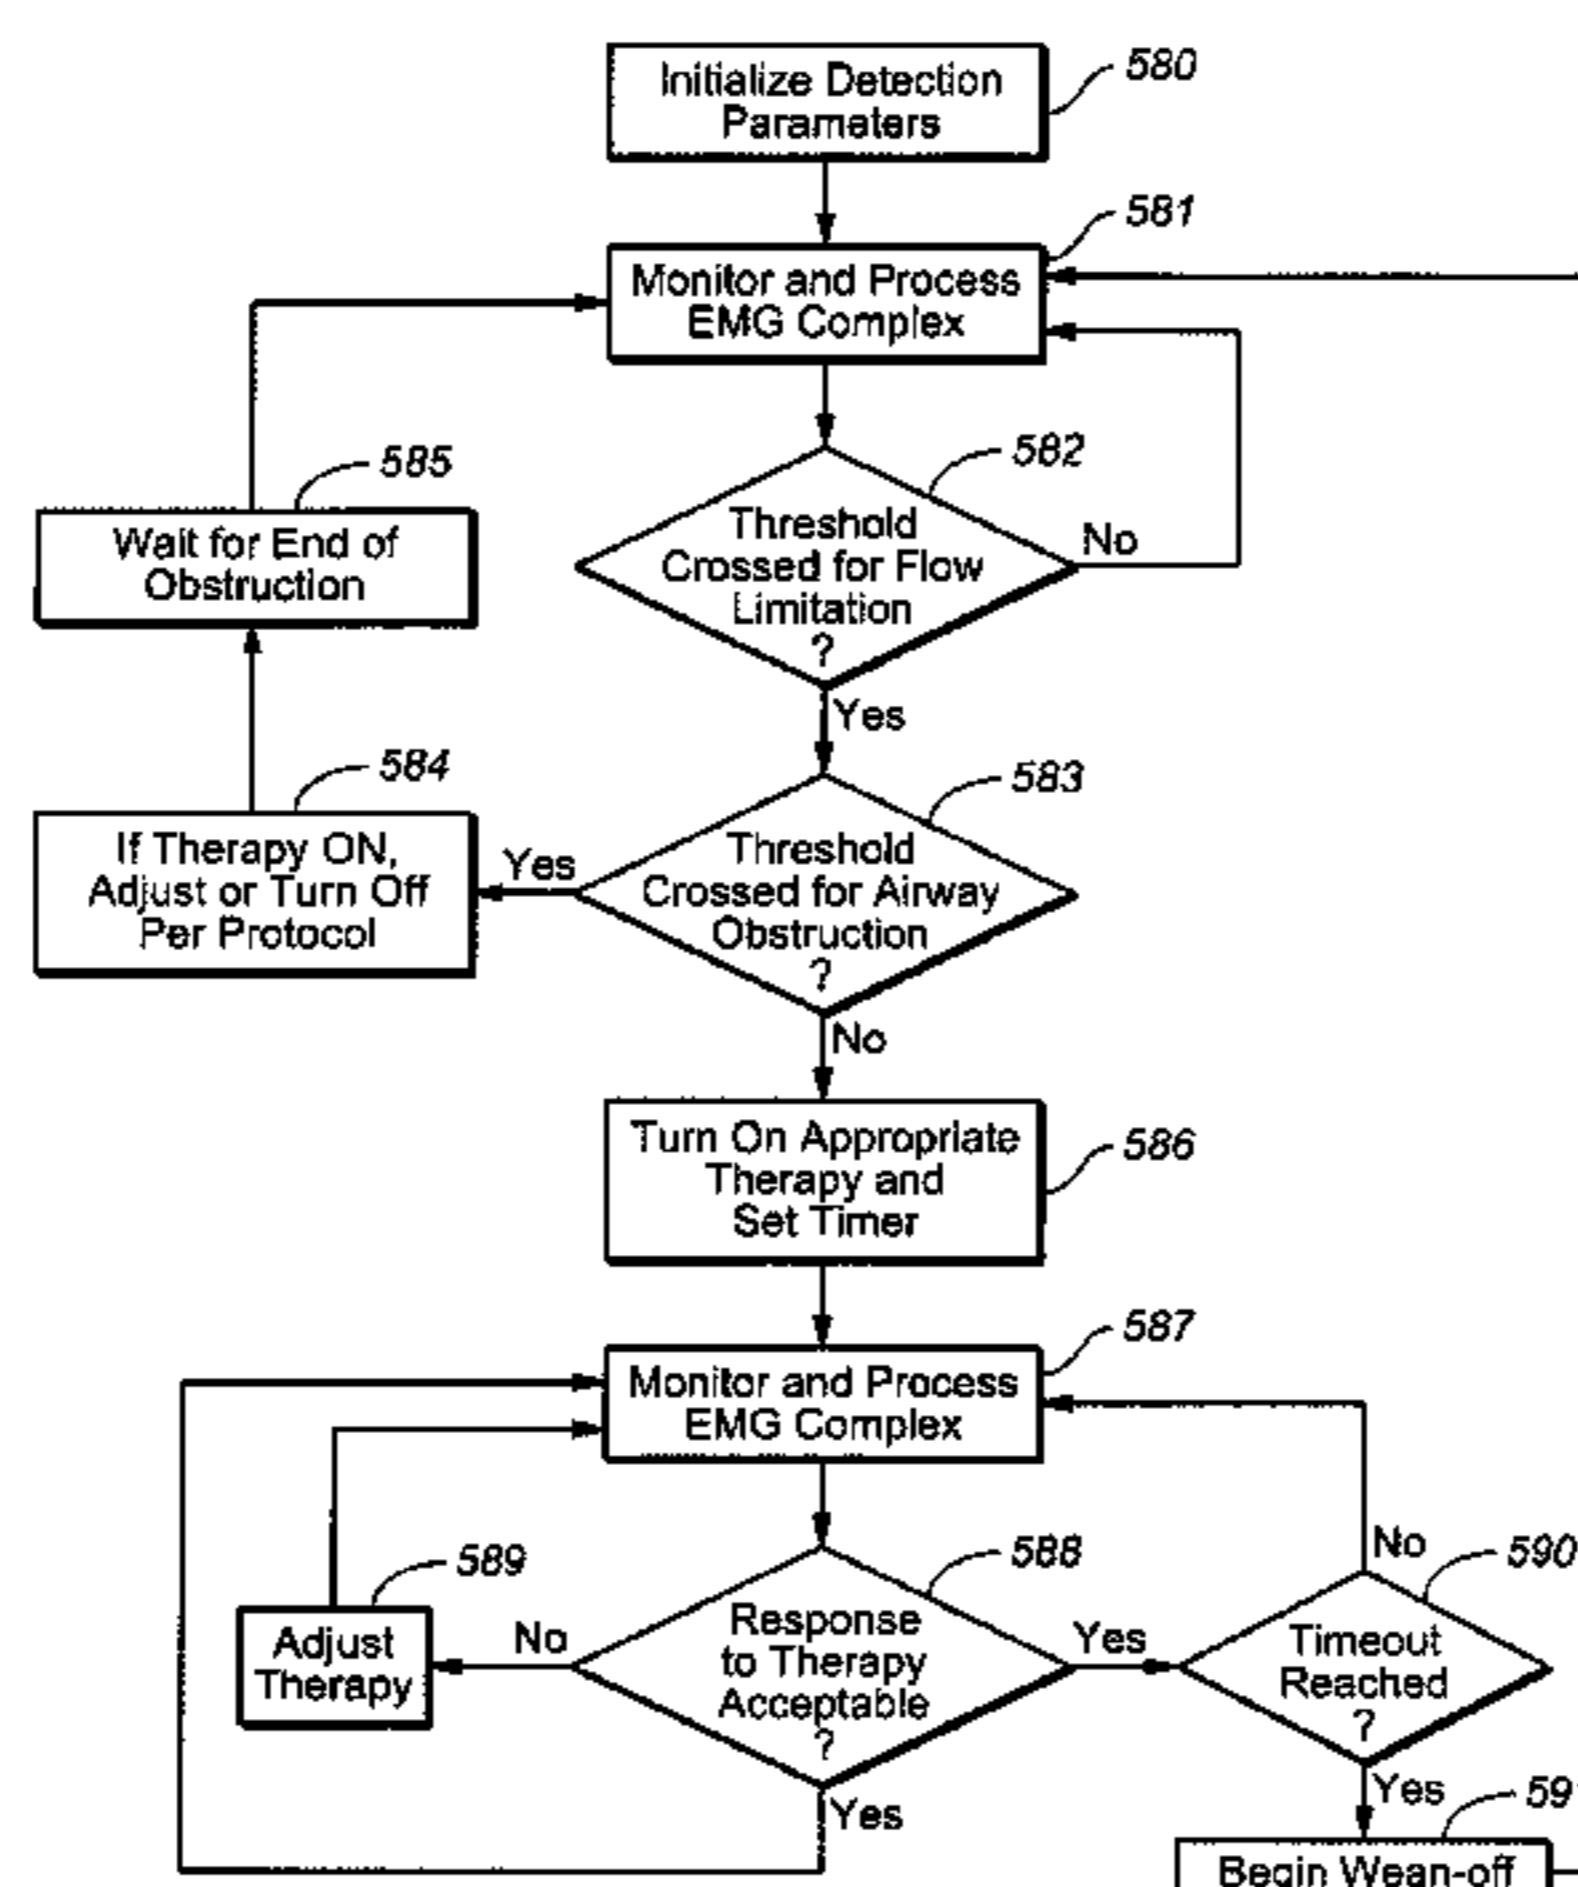 Initialize Detection
Parameters
580
581
Monitor and Process
EMG Complex
582
585
Threshold
Crossed for Flow
Limitation
?
No
Wait for End of
Obstruction
Yes
584
583
If Therapy ON,
Adjust or Turn Off
Per Protocol
Yes
Threshold
Crossed for Airway
Obstruction
?
No
Turn On Appropriate
Therapy and
Set Timer
586
587
Monitor and Process
EMG Complex
589
588
590
No
Adjust
Therapy
No
Response
to Therapy
Acceptable
?
Yes
Timeout
Reached
?
Yes
Yes
59
Begin Wean-off